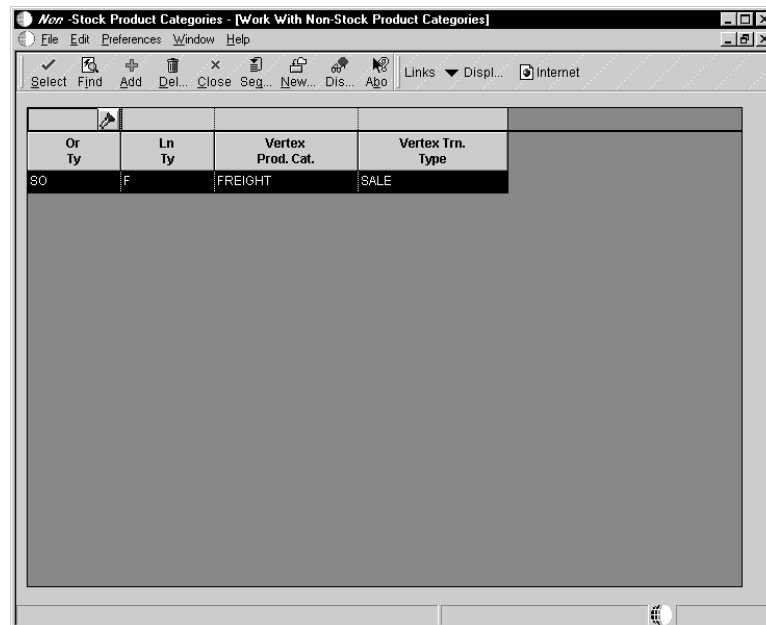 Non -Stock Product Categories - [Work With Non-Stock Product Categories]
File Edit Preferences Window Help
Select Find Add Del... Close Seq... New... Dis... Abo Links Displ... Internet
Or Ty Ln Ty Vertex Prod. Cat. Vertex Trn. Type
SO F FREIGHT SALE